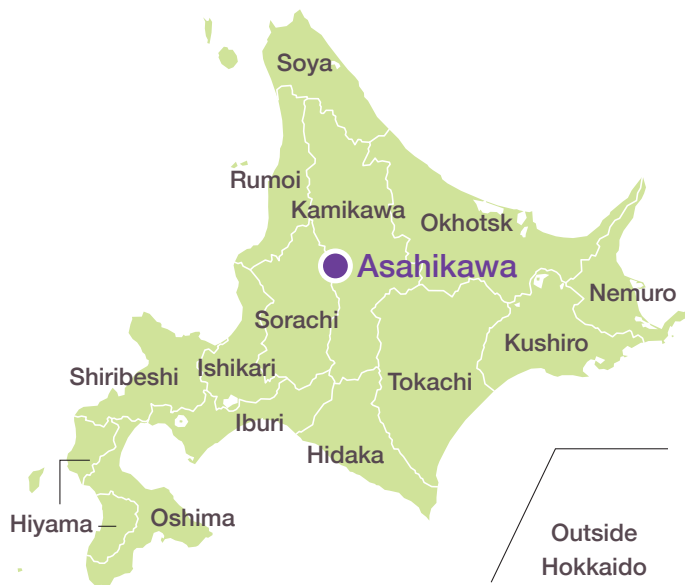 Soya
Rumoi
Kamikawa
Okhotsk
Asahikawa
Nemuro
Sorachi
Kushiro
Ishikari
Shiribeshi
Tokachi
Iburi
Hidaka
Hiyama
Oshima
Outside
Hokkaido